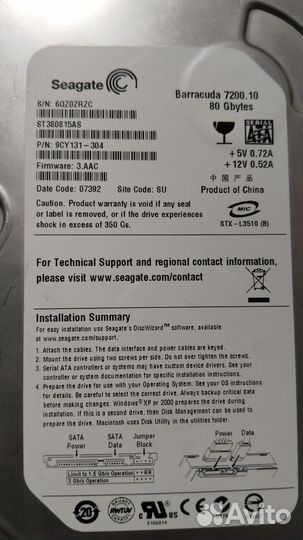 Seagate
Barracuda 7200.10
80 Gbytes
S/N: 6QZ0ZRZC
ST380815AS
SERIAL
ATA
P/N: 9CY131-304
+5V 0.72A
+12V 0.52A
Firmware: 3.AAC
中国产品
Date Code: 07392 Site Code: SU
Product of China
Caution: Product warranty is void if any seal
or label is removed, or if the drive experiences
shock in excess of 350 Gs.
MIC
STX-L3510 (B)
For Technical Support and regional contact information,
please visit www.seagate.com/contact
Installation Summary
For easy installation use Seagate's DiscWizard™ software, available
at www.seagate.com/support.
1. Attach the cables. The data interface and power cables are keyed.
2. Mount the drive using two screws per side. Do not over tighten the screws.
3. Serial ATA controllers or systems may have custom device drivers. See your
controller or system documentation for specific installation instructions.
4. Prepare the drive for use with your Operating System. See your OS instructions
for details. Be careful to select the correct drive. Always backup critical data
before making changes. Windows® XP or 2000 prepares the drive during
installation. If this is a second drive, then Disk Management can be used to
prepare the drive. Macintosh uses Disk Utility in the utilities folder.
SATA
Power
SATA
Data
Jumper
Block
Power
Data
Limit to 1.5 Gb/s Operation
3 Gb/s Operation
20
TÜV
CE
E106814
Avito